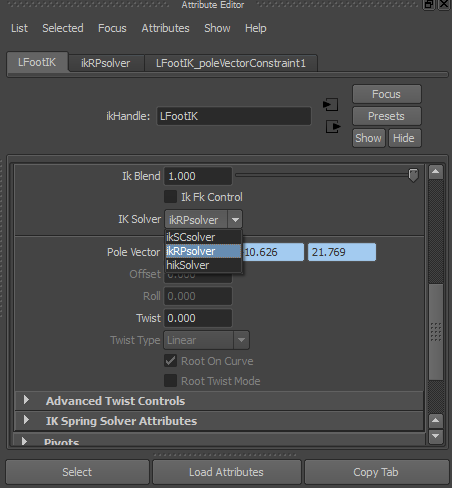 Attribute Editor
List Selected Focus Attributes Show Help
LFootIK ikRPsolver LFootIK_poleVectorConstraint1
Focus
ikHandle: LFootIK Presets
Show Hide
Ik Blend 1.000
Ik Fk Control
IK Solver ikRPsolver
ikSCsolver
Pole Vector ikRPsolver 10.626 21.769
hikSolver
Offset 0.000
Roll 0.000
Twist 0.000
Twist Type Linear
Root On Curve
Root Twist Mode
Advanced Twist Controls
IK Spring Solver Attributes
Pivots
Select Load Attributes Copy Tab